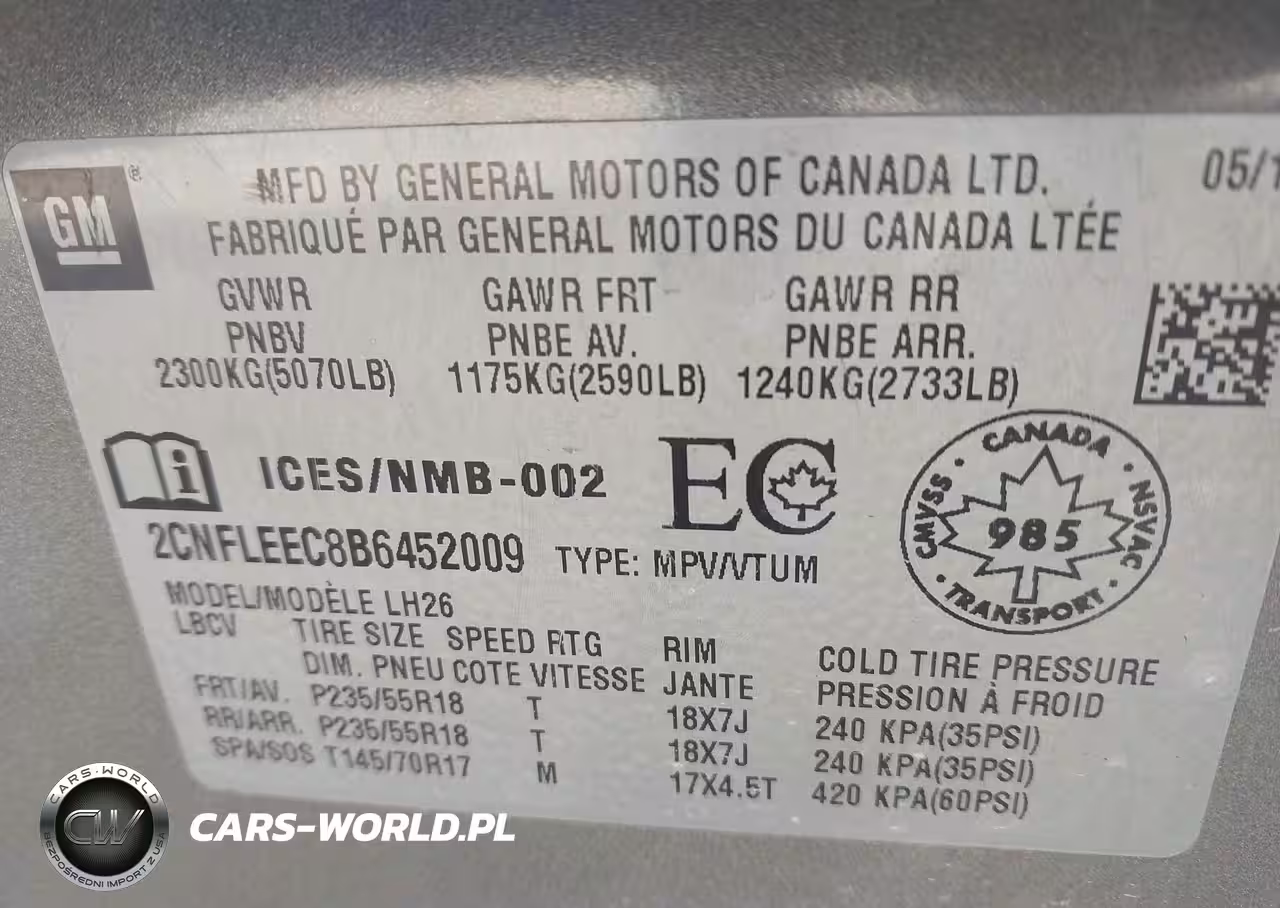 GM
MFD BY GENERAL MOTORS OF CANADA LTD. 05/1
FABRIQUÉ PAR GENERAL MOTORS DU CANADA LTÉE
GVWR GAWR FRT GAWR RR
PNBV PNBE AV. PNBE ARR.
2300KG(5070LB) 1175KG(2590LB) 1240KG(2733LB)
i ICES/NMB-002 EC
CANADA
CMVSS · 985 · NSVAC
TRANSPORT
2CNFLEEC8B6452009 TYPE: MPV/VTUM
MODEL/MODÈLE LH26
LBCV TIRE SIZE SPEED RTG RIM COLD TIRE PRESSURE
DIM. PNEU COTE VITESSE JANTE PRESSION À FROID
FRT/AV. P235/55R18 T 18X7J 240 KPA(35PSI)
RR/ARR. P235/55R18 T 18X7J 240 KPA(35PSI)
SPA/SOS T145/70R17 M 17X4.5T 420 KPA(60PSI)
CARS-WORLD
CW
BEZPOŚREDNI IMPORT Z USA
CARS-WORLD.PL